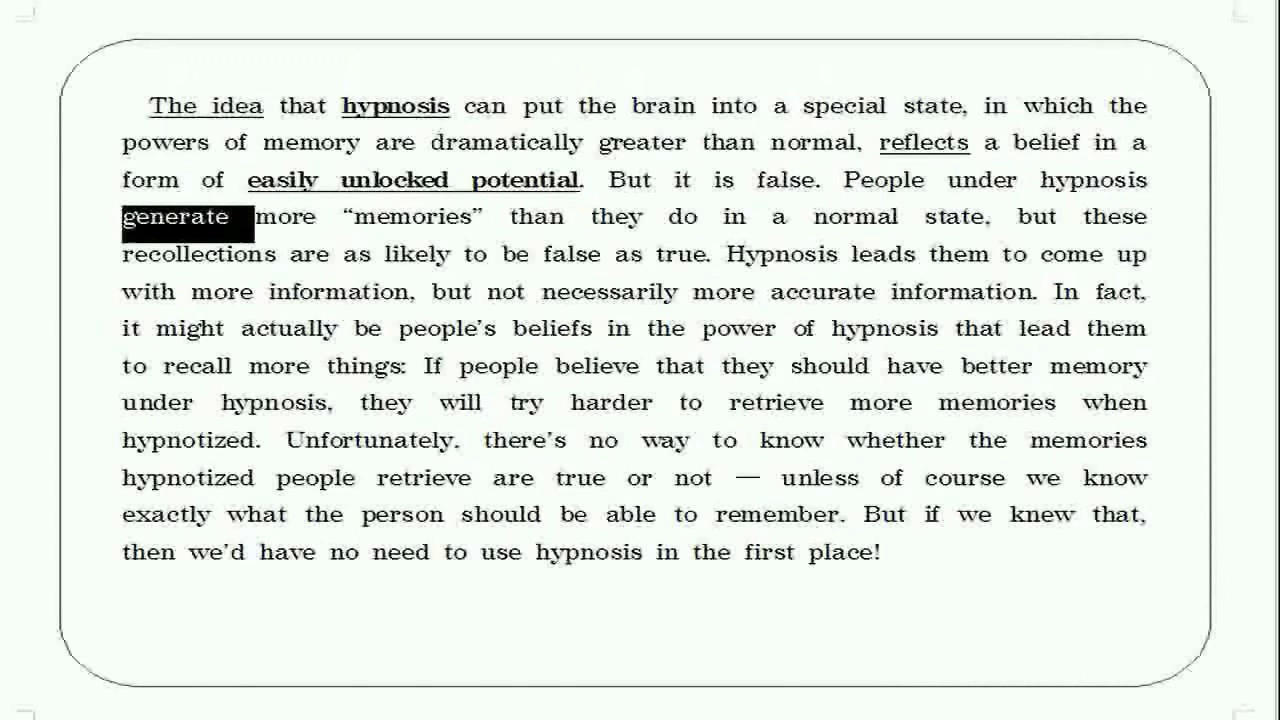 The idea that hypnosis can put the brain into a special state, in which the
powers of memory are dramatically greater than normal, reflects a belief in a
form of easily unlocked potential. But it is false. People under hypnosis
generate more “memories” than they do in a normal state, but these
recollections are as likely to be false as true. Hypnosis leads them to come up
with more information, but not necessarily more accurate information. In fact,
it might actually be people's beliefs in the power of hypnosis that lead them
to recall more things: If people believe that they should have better memory
under hypnosis, they will try harder to retrieve more memories when
hypnotized. Unfortunately, there's no way to know whether the memories
hypnotized people retrieve are true or not — unless of course we know
exactly what the person should be able to remember. But if we knew that,
then we'd have no need to use hypnosis in the first place!